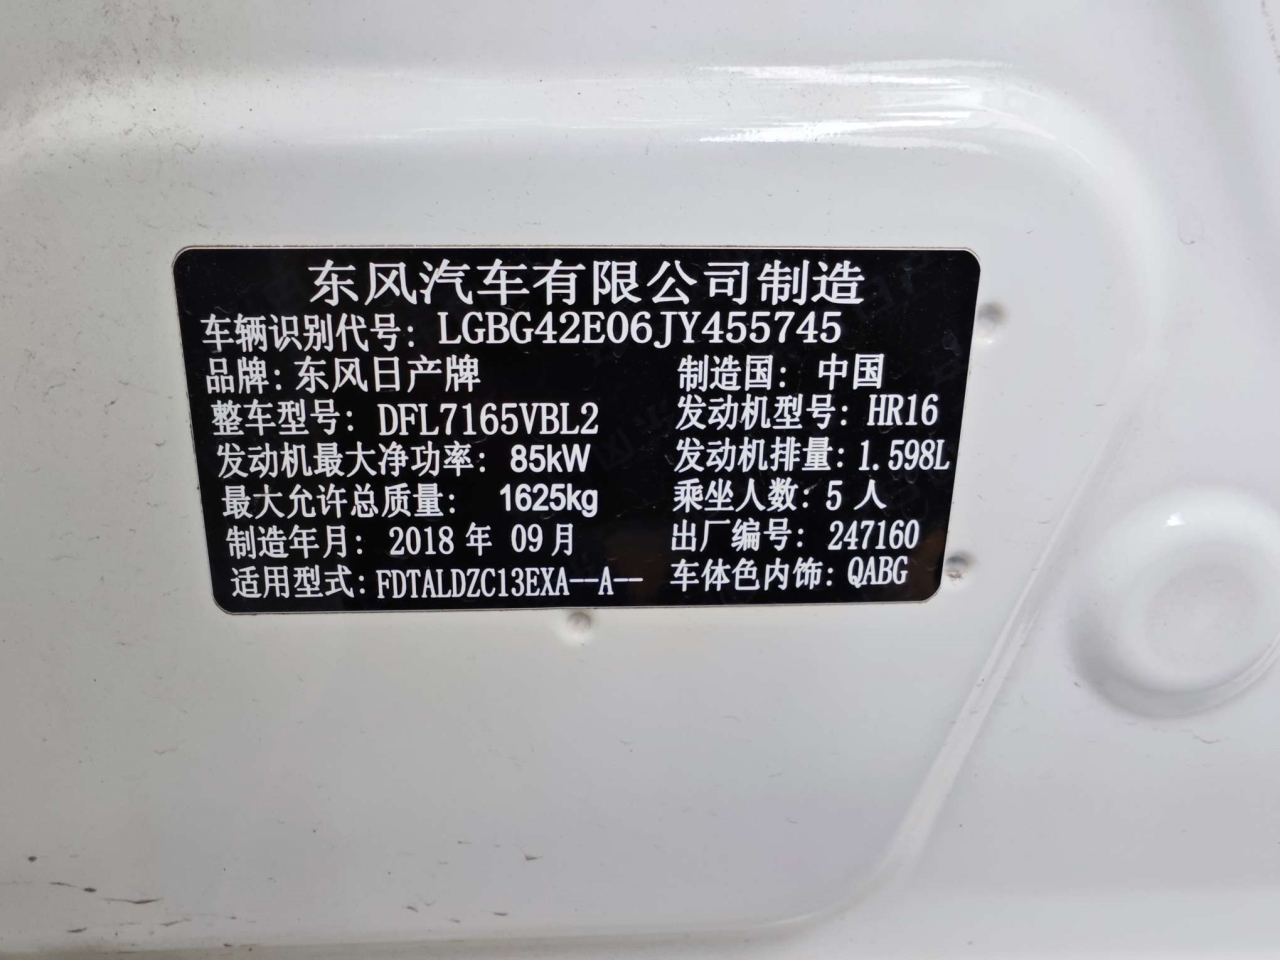 东风汽车有限公司制造
车辆识别代号: LGBG42E06JY455745
品牌: 东风日产牌 制造国: 中国
整车型号: DFL7165VBL2 发动机型号: HR16
发动机最大净功率: 85kW 发动机排量: 1.598L
最大允许总质量: 1625kg 乘坐人数: 5 人
制造年月: 2018 年 09 月 出厂编号: 247160
适用型式: FDTALDZC13EXA--A-- 车体色内饰: QABG